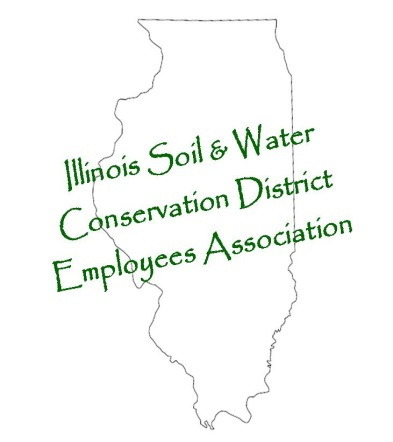 Illinois Soil & Water
Conservation District
Employees Association